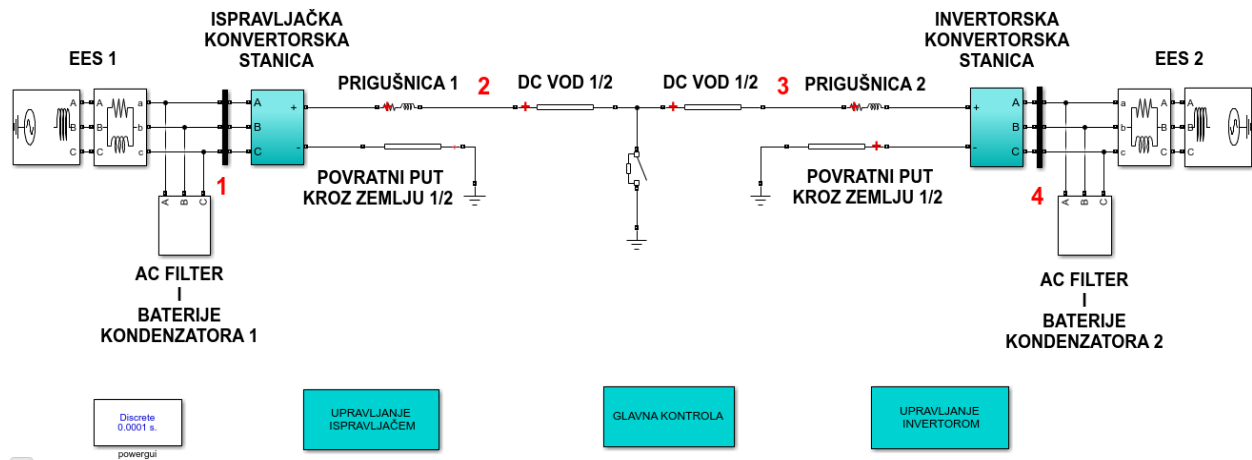 ISPRAVLJAČKA
KONVERTORSKA
STANICA
INVERTORSKA
KONVERTORSKA
STANICA
EES 1
EES 2
PRIGUŠNICA 1
2
DC VOD 1/2
DC VOD 1/2
3
PRIGUŠNICA 2
A
B
C
A
B
C
a
b
c
A
B
C
+
-
+
-
A
B
C
a
b
c
A
B
C
A
B
C
POVRATNI PUT
KROZ ZEMLJU 1/2
POVRATNI PUT
KROZ ZEMLJU 1/2
1
4
A
B
C
A
B
C
AC FILTER
I
BATERIJE
KONDENZATORA 1
AC FILTER
I
BATERIJE
KONDENZATORA 2
Discrete
0.0001 s.
powergui
UPRAVLJANJE
ISPRAVLJAČEM
GLAVNA KONTROLA
UPRAVLJANJE
INVERTOROM